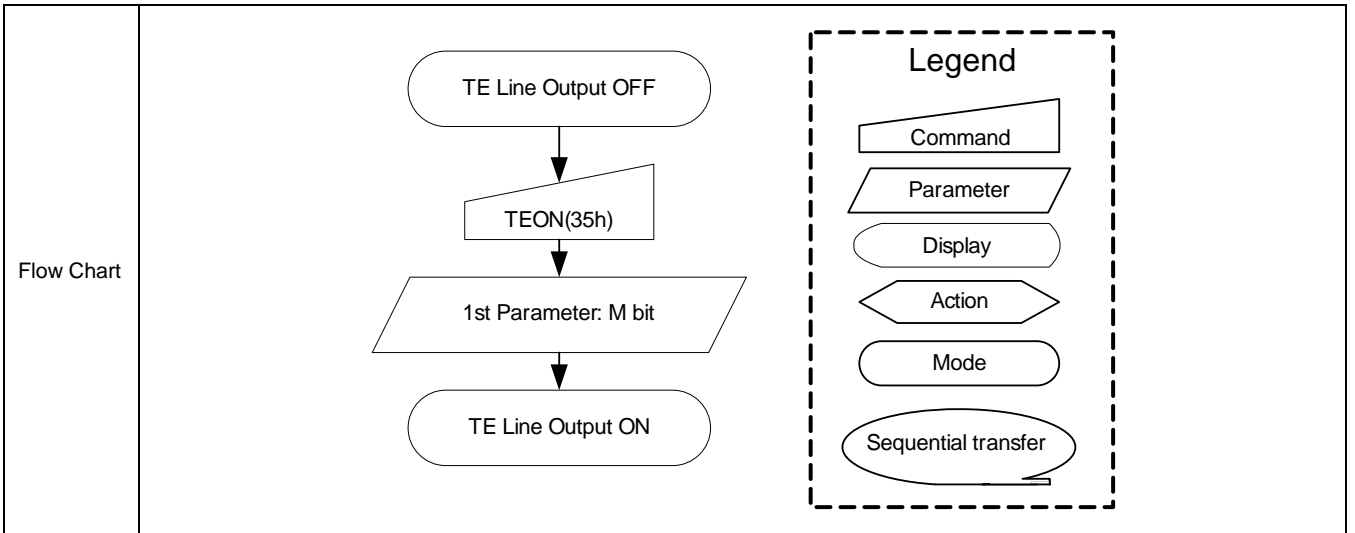 Flow Chart
TE Line Output OFF
TEON(35h)
1st Parameter: M bit
TE Line Output ON
Legend
Command
Parameter
Display
Action
Mode
Sequential transfer